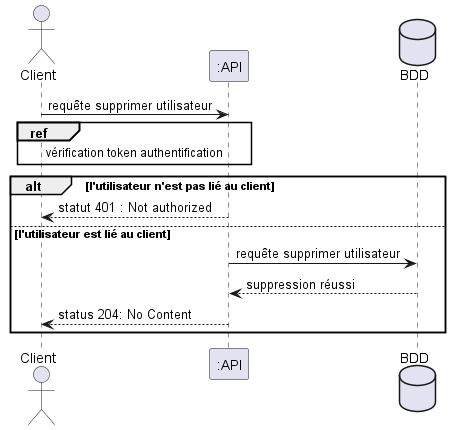 Client
:API
BDD
requête supprimer utilisateur
ref
vérification token authentification
alt
[l'utilisateur n'est pas lié au client]
statut 401 : Not authorized
[l'utilisateur est lié au client]
requête supprimer utilisateur
suppression réussi
status 204: No Content
Client
:API
BDD